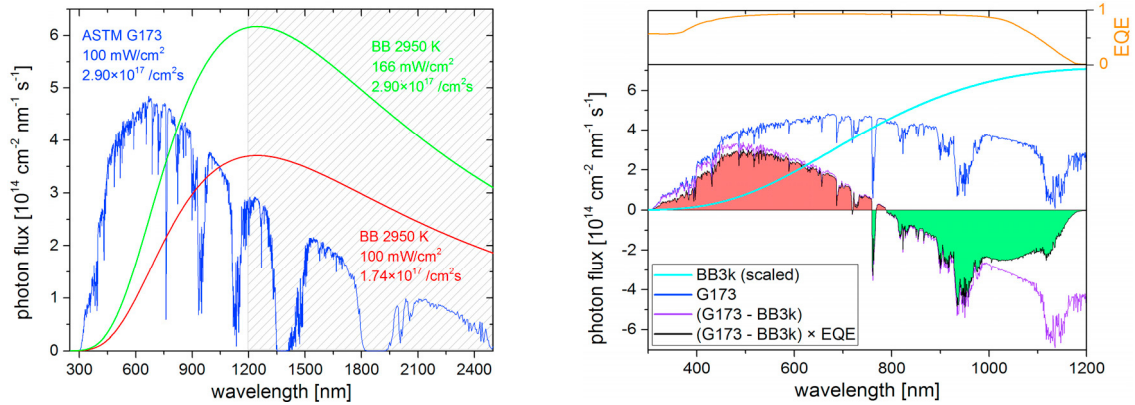 ASTM G173
100 mW/cm²
2.90×10¹⁷ /cm²s
BB 2950 K
166 mW/cm²
2.90×10¹⁷ /cm²s
BB 2950 K
100 mW/cm²
1.74×10¹⁷/cm²s
photon flux [10¹⁴ cm⁻² nm⁻¹ s⁻¹]
6
5
4
3
2
1
0
300 600 900 1200 1500 1800 2100 2400
wavelength [nm]
1
0
EQE
photon flux [10¹⁴ cm⁻² nm⁻¹ s⁻¹]
6
4
2
0
-2
-4
-6
BB3k (scaled)
G173
(G173 - BB3k)
(G173 - BB3k) × EQE
400 600 800 1000 1200
wavelength [nm]